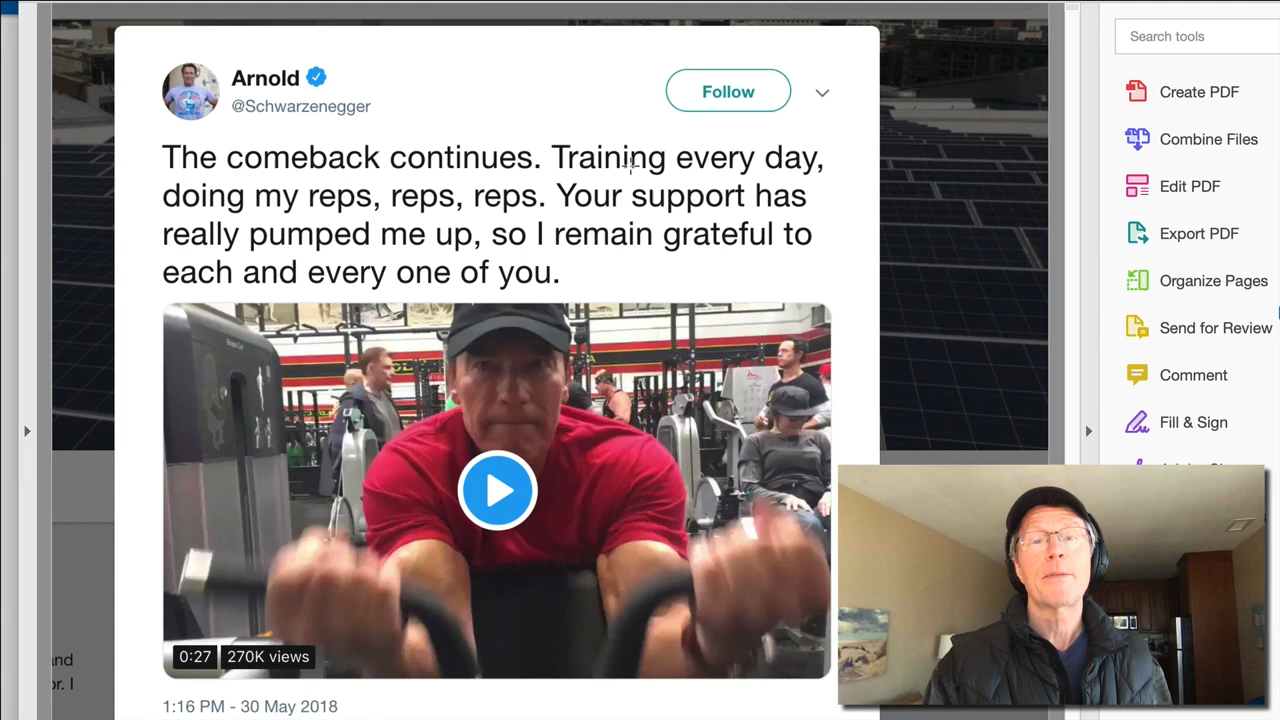 Arnold
@Schwarzenegger
Follow
The comeback continues. Training every day,
doing my reps, reps, reps. Your support has
really pumped me up, so I remain grateful to
each and every one of you.
0:27
270K views
1:16 PM - 30 May 2018
nd
or. I
Search tools
Create PDF
Combine Files
Edit PDF
Export PDF
Organize Pages
Send for Review
Comment
Fill & Sign